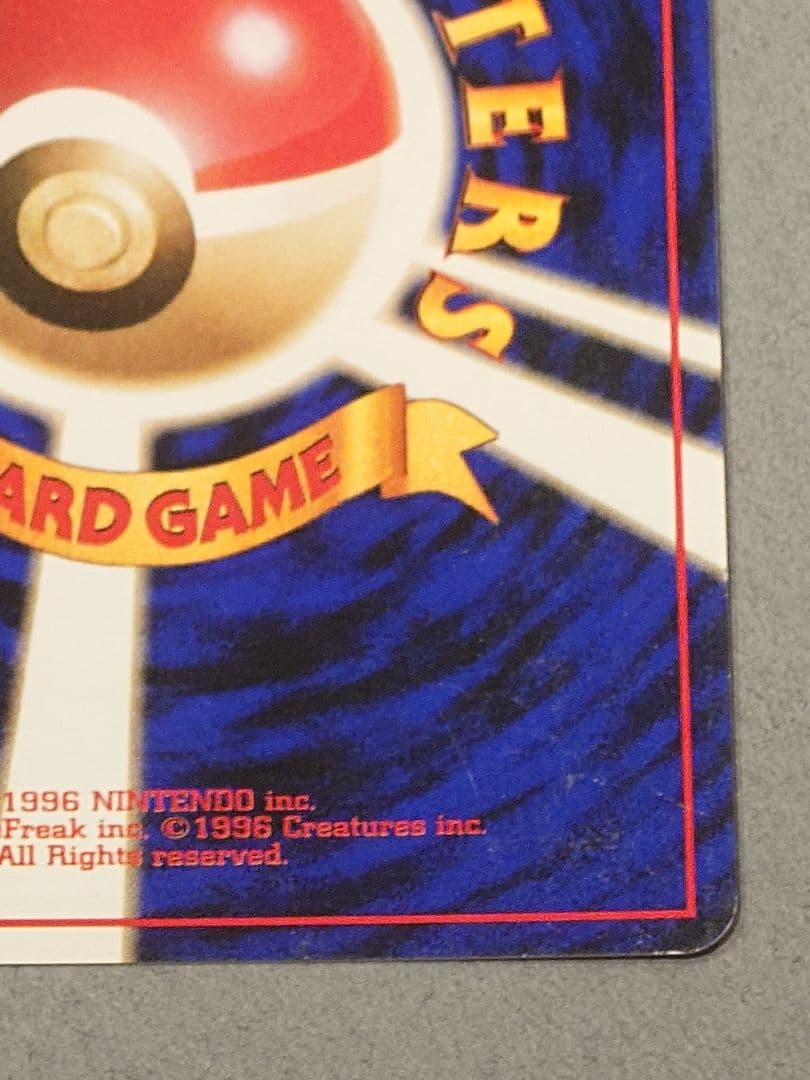 TERS
ARD GAME
1996 NINTENDO inc.
Freak inc. ©1996 Creatures inc.
All Rights reserved.